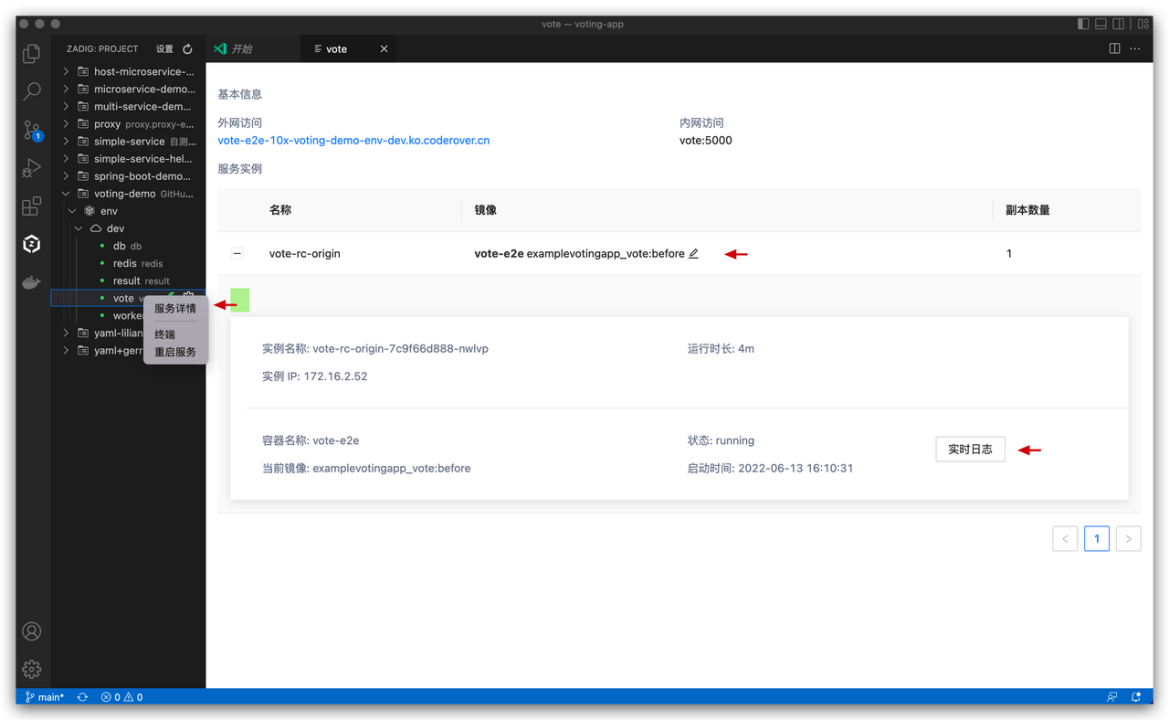 vote — voting-app
ZADIG: PROJECT 设置
开始
vote
host-microservice-...
microservice-demo...
multi-service-dem...
proxy proxy.proxy-e...
simple-service 自测...
simple-service-hel...
spring-boot-demo...
voting-demo GitHu...
env
dev
db db
redis redis
result result
vote v
worke
yaml-lilian
yaml+gerr
服务详情
终端
重启服务
1
基本信息
外网访问
内网访问
vote-e2e-10x-voting-demo-env-dev.ko.coderover.cn
vote:5000
服务实例
名称
镜像
副本数量
vote-rc-origin
vote-e2e examplevotingapp_vote:before
1
实例名称: vote-rc-origin-7c9f66d888-nwlvp
运行时长: 4m
实例 IP: 172.16.2.52
容器名称: vote-e2e
状态: running
实时日志
当前镜像: examplevotingapp_vote:before
启动时间: 2022-06-13 16:10:31
< 1 >
main* 0 0